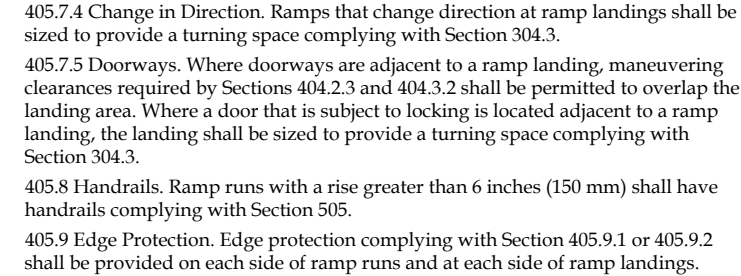 405.7.4 Change in Direction. Ramps that change direction at ramp landings shall be
sized to provide a turning space complying with Section 304.3.
405.7.5 Doorways. Where doorways are adjacent to a ramp landing, maneuvering
clearances required by Sections 404.2.3 and 404.3.2 shall be permitted to overlap the
landing area. Where a door that is subject to locking is located adjacent to a ramp
landing, the landing shall be sized to provide a turning space complying with
Section 304.3.
405.8 Handrails. Ramp runs with a rise greater than 6 inches (150 mm) shall have
handrails complying with Section 505.
405.9 Edge Protection. Edge protection complying with Section 405.9.1 or 405.9.2
shall be provided on each side of ramp runs and at each side of ramp landings.